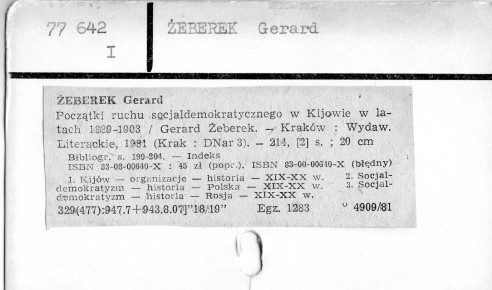 77 642
I
ŻEBEREK Gerard
ŻEBEREK Gerard
Początki ruchu socjaldemokratycznego w Kijowie w la-
tach 1889-1903 / Gerard Żeberek. — Kraków : Wydaw.
Literackie, 1981 (Krak : DNar 3). — 214, [2] s. ; 20 cm
Bibliogr. s. 199-204. — Indeks
ISBN 83-08-00640-X : 45 zł (popr.). ISBN 83-00-00640-X (błędny)
1. Kijów — organizacje — historia — XIX-XX w. 2. Socjal-
demokratyzm — historia — Polska — XIX-XX w. 3. Socjal-
demokratyzm — historia — Rosja — XIX-XX w.
329(477):947.7+943.8.07]"18/19" Egz. 1283 ° 4909/81